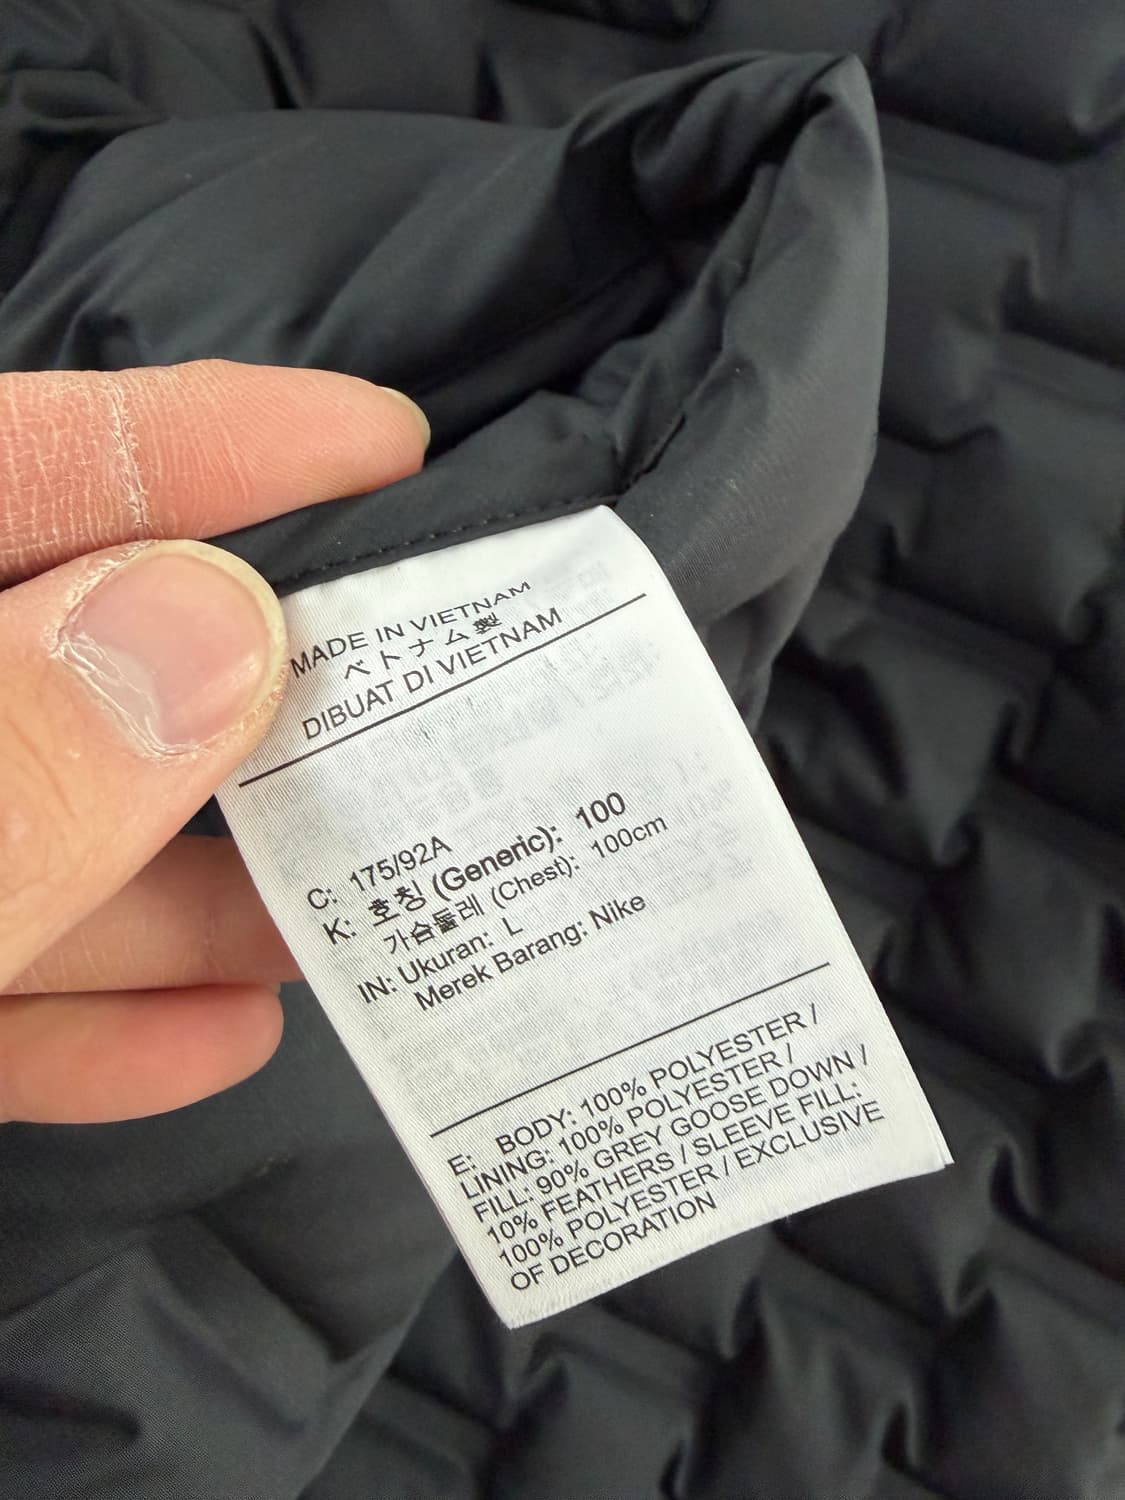 MADE IN VIETNAM
ベトナム製
DIBUAT DI VIETNAM
C: 175/92A
K: 호칭 (Generic): 100
가슴둘레 (Chest): 100cm
IN: Ukuran: L
Merek Barang: Nike
E: BODY: 100% POLYESTER /
LINING: 100% POLYESTER /
FILL: 90% GREY GOOSE DOWN /
10% FEATHERS / SLEEVE FILL:
100% POLYESTER / EXCLUSIVE
OF DECORATION